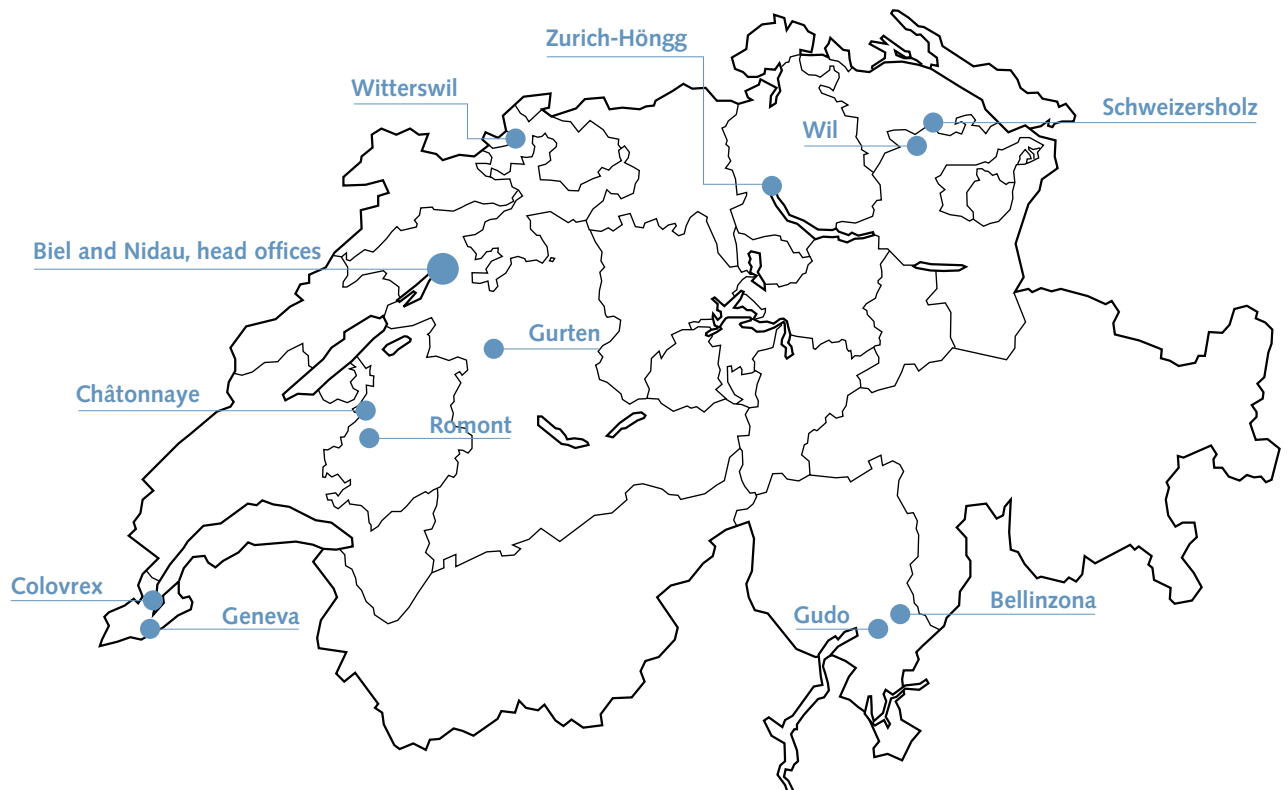 Zurich-Höngg
Witterswil
Schweizersholz
Wil
Biel and Nidau, head offices
Gurten
Châtonnaye
Romont
Colovrex
Geneva
Bellinzona
Gudo